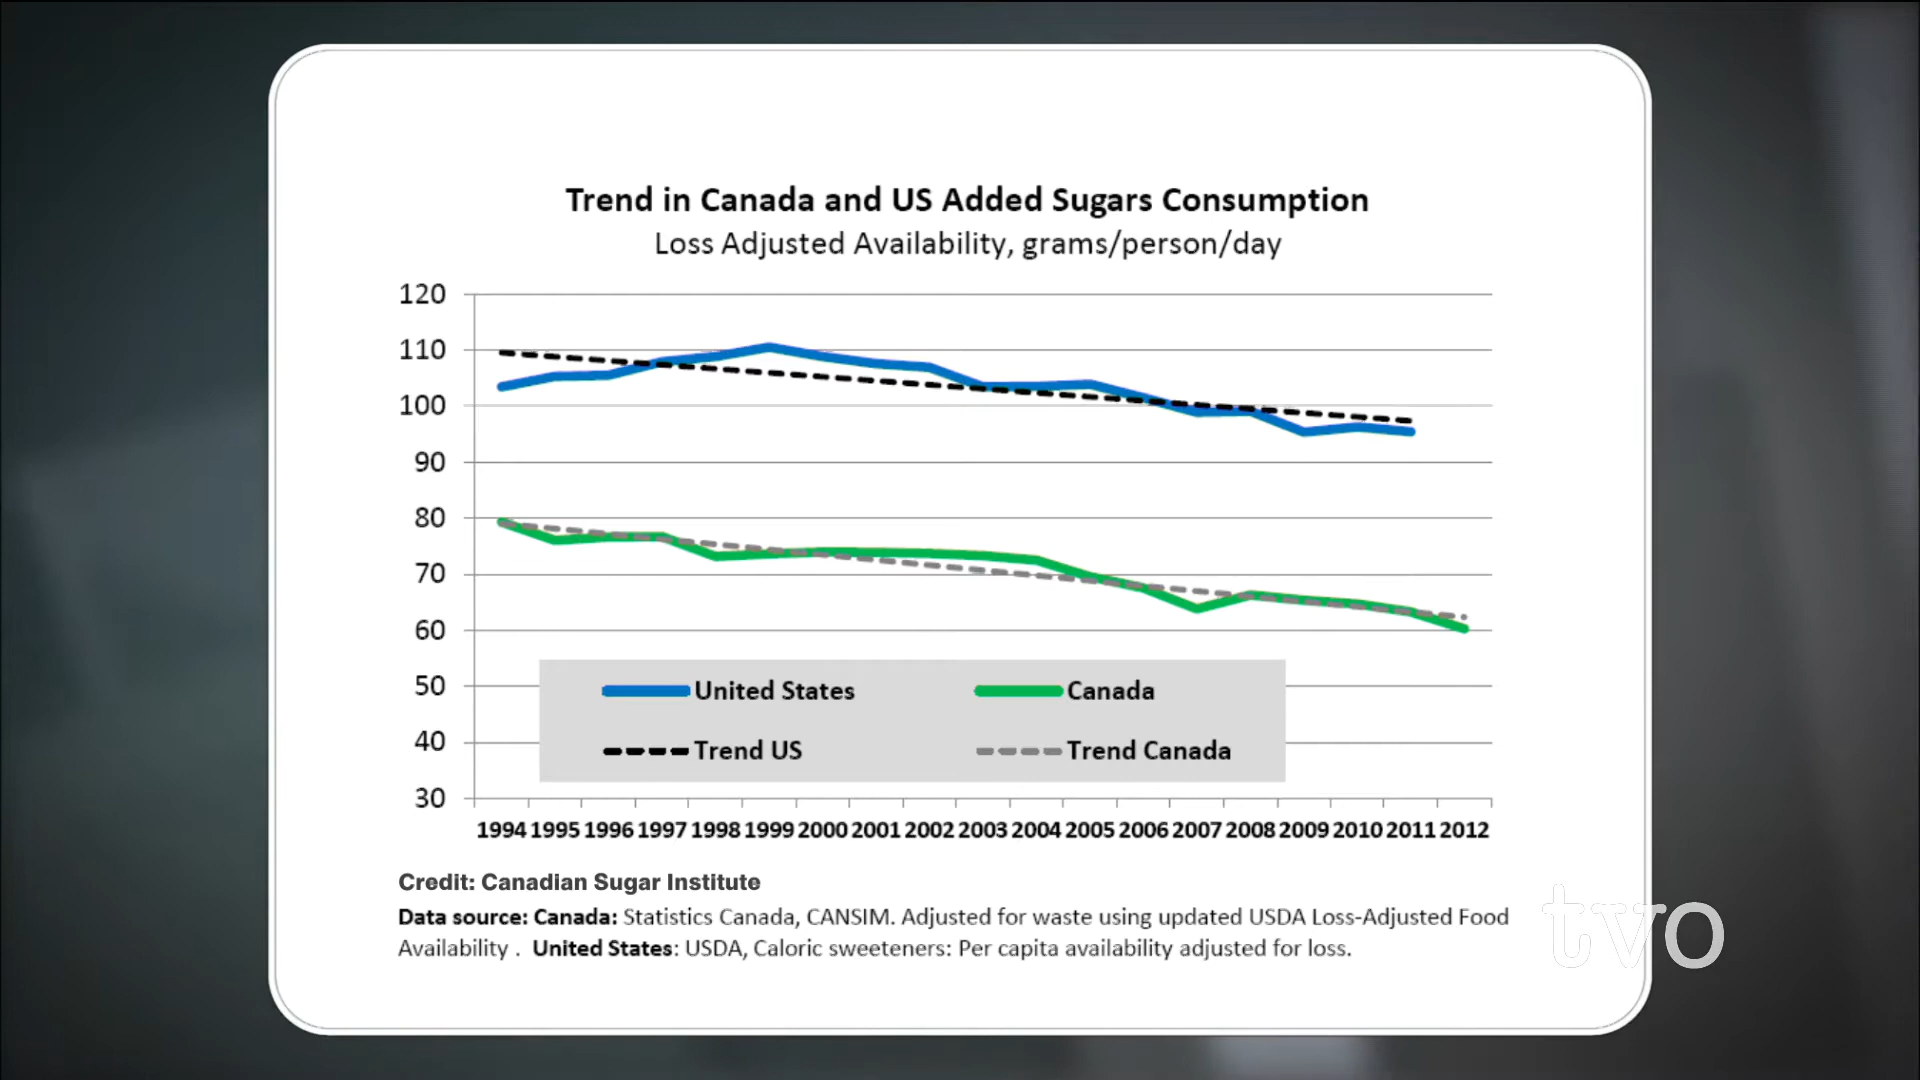 Trend in Canada and US Added Sugars Consumption
Loss Adjusted Availability, grams/person/day
120
110
100
90
80
70
60
50
40
30
United States
Canada
Trend US
Trend Canada
1994 1995 1996 1997 1998 1999 2000 2001 2002 2003 2004 2005 2006 2007 2008 2009 2010 2011 2012
Credit: Canadian Sugar Institute
Data source: Canada: Statistics Canada, CANSIM. Adjusted for waste using updated USDA Loss-Adjusted Food
Availability . United States: USDA, Caloric sweeteners: Per capita availability adjusted for loss.
tvo